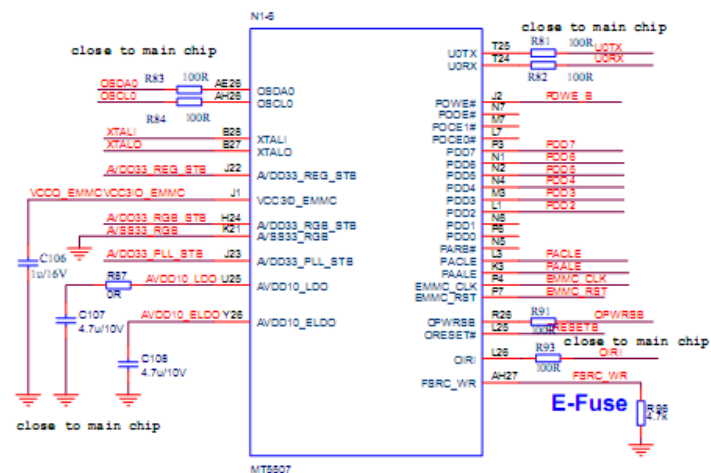 N1-6
close to main chip
close to main chip
R81 100R
T25 U0TX
U0TX
T24 U0RX
U0RX
R82 100R
R83 100R
OSDA0 AE26 OSDA0
OSCL0 AH26 OSCL0
R84 100R
POWE# J2 POWE_B
POOE# N7
POCE1# M7
POCE0# L7
XTALI B28 XTALI
XTALO B27 XTALO
PDD7 P3 PDD7
PDD6 N1 PDD6
PDD5 N2 PDD5
PDD4 N4 PDD4
PDD3 M3 PDD3
PDD2 L1 PDD2
PDD1 N6
PDD0 P6
PARB# N5
AVDD33_REG_STB J22 AVDD33_REG_STB
VCCQ_EMMC VCC3IO_EMMC J1 VCC3IO_EMMC
AVDD33_RGB_STB H24 AVDD33_RGB_STB
AVSS33_RGB K21 AVSS33_RGB
AVDD33_PLL_STB J23 AVDD33_PLL_STB
PACLE L3 PACLE
PAALE K3 PAALE
EMMC_CLK P4 EMMC_CLK
EMMC_RST P7 EMMC_RST
C106
1u/16V
R87
0R
AVDD10_LDO U25 AVDD10_LDO
C107
4.7u/10V
AVDD10_ELDO Y26 AVDD10_ELDO
C108
4.7u/10V
OPWRSB R26 R91 OPWRSB
100R
ORESET# L25 ORESETB
close to main chip
OIRI L26 R93 OIRI
100R
FSRC_WR AH27 FSRC_WR
E-Fuse
4.7k
close to main chip
MT5507